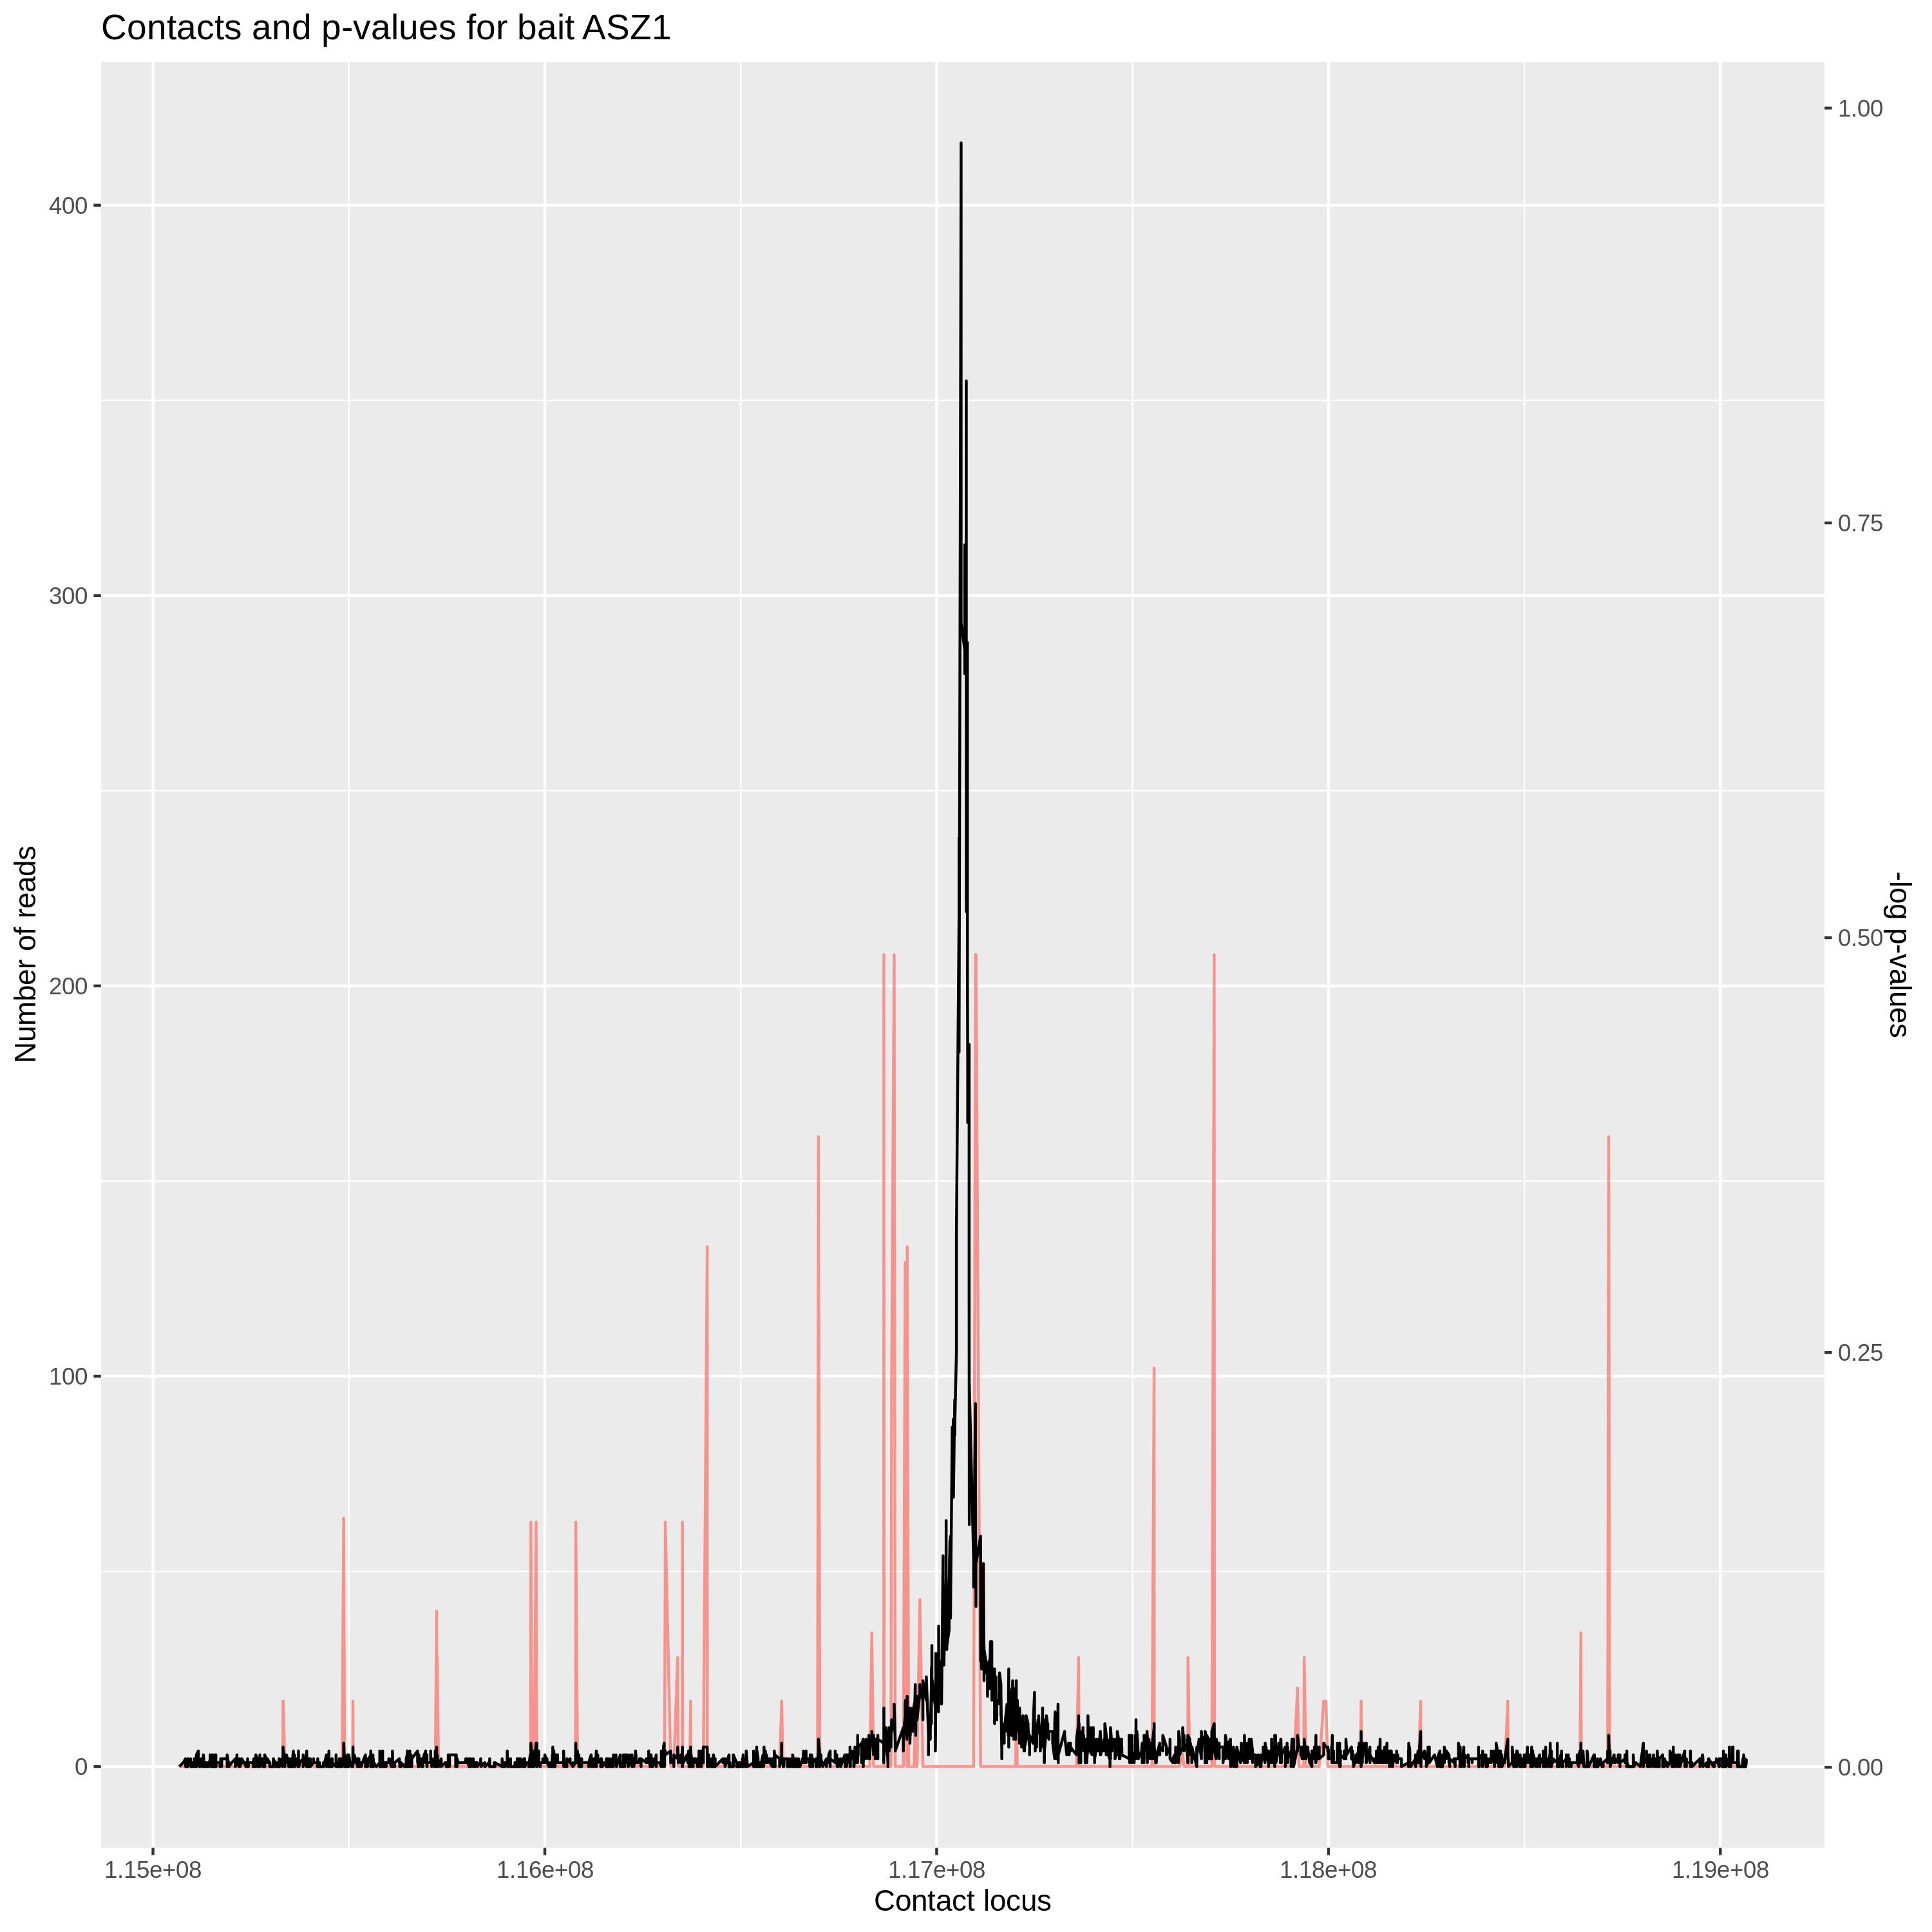 Contacts and p-values for bait ASZ1
400
300
200
100
0
Number of reads
1.00
0.75
0.50
0.25
0.00
-log p-values
1.15e+08 1.16e+08 1.17e+08 1.18e+08 1.19e+08
Contact locus